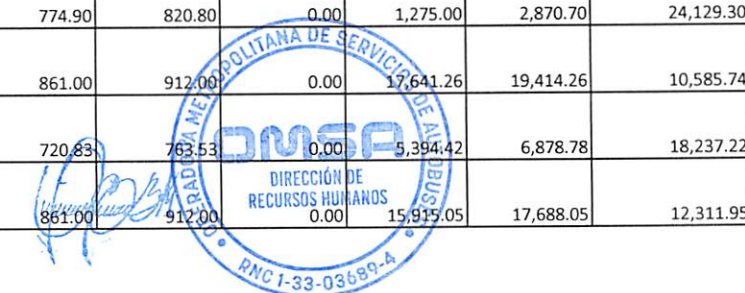 774.90 820.80 0.00 1,275.00 2,870.70 24,129.30
861.00 912.00 0.00 17,641.26 19,414.26 10,585.74
720.83 763.53 0.00 5,394.42 6,878.78 18,237.22
861.00 912.00 0.00 15,915.05 17,688.05 12,311.95
OPERADORA METROPOLITANA DE SERVICIOS DE AUTOBUSES
OMSA
DIRECCIÓN DE
RECURSOS HUMANOS
RNC 1-33-03689-4